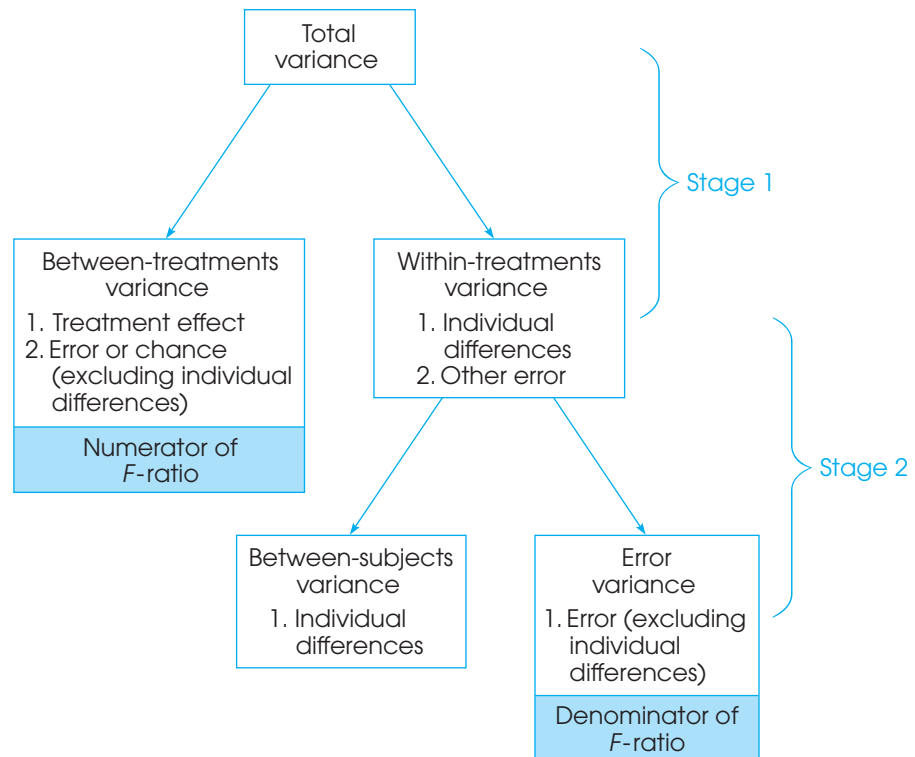 Total
variance
Stage 1
Between-treatments
variance
1. Treatment effect
2. Error or chance
(excluding individual
differences)
Numerator of
F-ratio
Within-treatments
variance
1. Individual
differences
2. Other error
Stage 2
Between-subjects
variance
1. Individual
differences
Error
variance
1. Error (excluding
individual
differences)
Denominator of
F-ratio